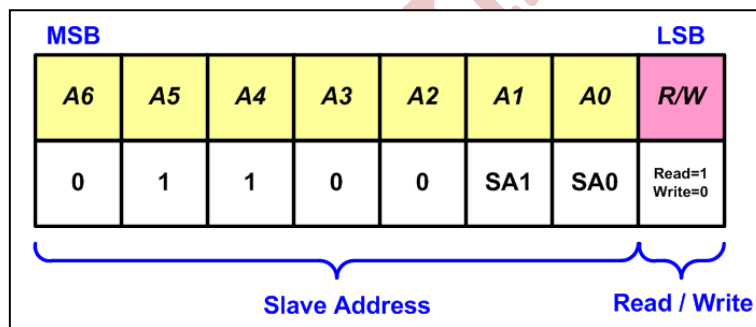 MSB LSB
A6 A5 A4 A3 A2 A1 A0 R/W
0 1 1 0 0 SA1 SA0 Read=1
Write=0
Slave Address Read / Write